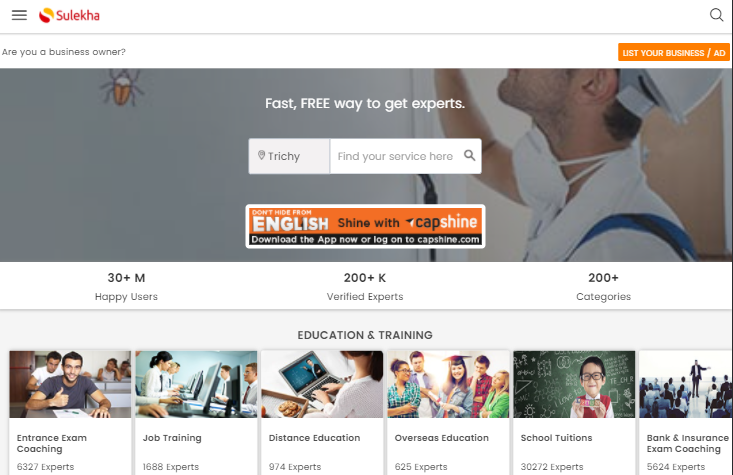 Sulekha
Are you a business owner?
LIST YOUR BUSINESS / AD
Fast, FREE way to get experts.
Trichy
Find your service here
DON'T HIDE FROM
ENGLISH Shine with capshine
Download the App now or log on to capshine.com
30+ M
Happy Users
200+ K
Verified Experts
200+
Categories
EDUCATION & TRAINING
Entrance Exam
Coaching
6327 Experts
Job Training
1688 Experts
Distance Education
974 Experts
Overseas Education
625 Experts
School Tuitions
30272 Experts
Bank & Insurance
Exam Coaching
5624 Experts